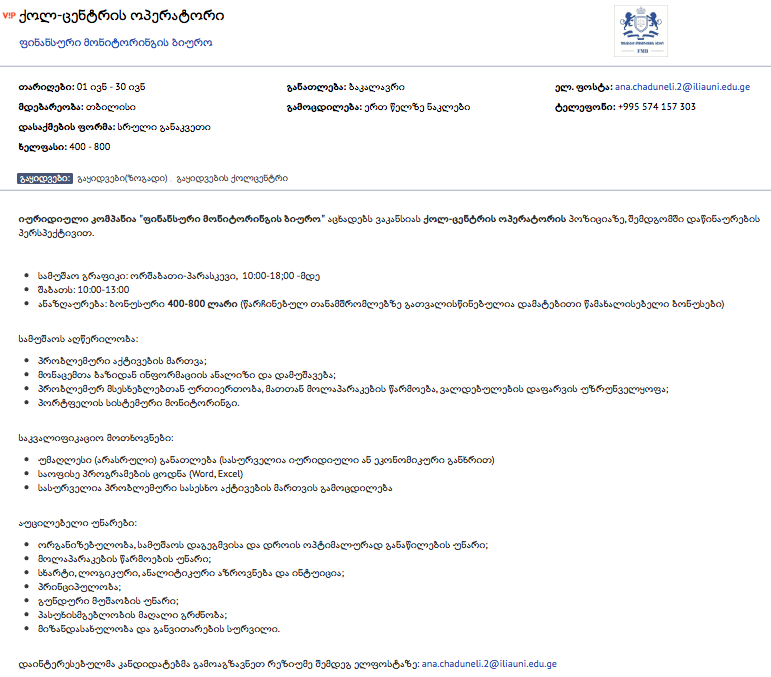 VIP ქოლ-ცენტრის ოპერატორი
ფინანსური მონიტორინგის ბიურო
FMB
თარიღები: 01 ივნ - 30 ივნ
განათლება: ბაკალავრი
ელ. ფოსტა: ana.chaduneli.2@iliauni.edu.ge
მდებარეობა: თბილისი
გამოცდილება: ერთ წელზე ნაკლები
ტელეფონი: +995 574 157 303
დასაქმების ფორმა: სრული განაკვეთი
ხელფასი: 400 - 800
გაყიდვები: გაყიდვები(ზოგადი) . გაყიდვების ქოლცენტრი
იურიდიული კომპანია "ფინანსური მონიტორინგის ბიურო" აცხადებს ვაკანსიას ქოლ-ცენტრის ოპერატორის პოზიციაზე, შემდგომში დაწინაურების
პერსპექტივით.
• სამუშაო გრაფიკი: ორშაბათი-პარასკევი, 10:00-18;00 -მდე
• შაბათს: 10:00-13:00
• ანაზღაურება: ბონუსური 400-800 ლარი (წარჩინებულ თანამშრომლებზე გათვალისწინებულია დამატებითი წამახალისებელი ბონუსები)
სამუშაოს აღწერილობა:
• პრობლემური აქტივების მართვა;
• მონაცემთა ბაზიდან ინფორმაციის ანალიზი და დამუშავება;
• პრობლემურ მსესხებლებთან ურთიერთობა, მათთან მოლაპარაკების წარმოება, ვალდებულების დაფარვის უზრუნველყოფა;
• პორტფელის სისტემური მონიტორინგი.
საკვალიფიკაციო მოთხოვნები:
• უმაღლესი (არასრული) განათლება (სასურველია იურიდიული ან ეკონომიკური განხრით)
• საოფისე პროგრამების ცოდნა (Word, Excel)
• სასურველია პრობლემური სასესხო აქტივების მართვის გამოცდილება
აუცილებელი უნარები:
• ორგანიზებულობა, სამუშაოს დაგეგმვისა და დროის ოპტიმალურად განაწილების უნარი;
• მოლაპარაკების წარმოების უნარი;
• სხარტი, ლოგიკური, ანალიტიკური აზროვნება და ინტუიცია;
• პრინციპულობა;
• გუნდური მუშაობის უნარი;
• პასუხისმგებლობის მაღალი გრძნობა;
• მიზანდასახულობა და განვითარების სურვილი.
დაინტერესებულმა კანდიდატებმა გამოაგზავნეთ რეზიუმე შემდეგ ელფოსტაზე: ana.chaduneli.2@iliauni.edu.ge